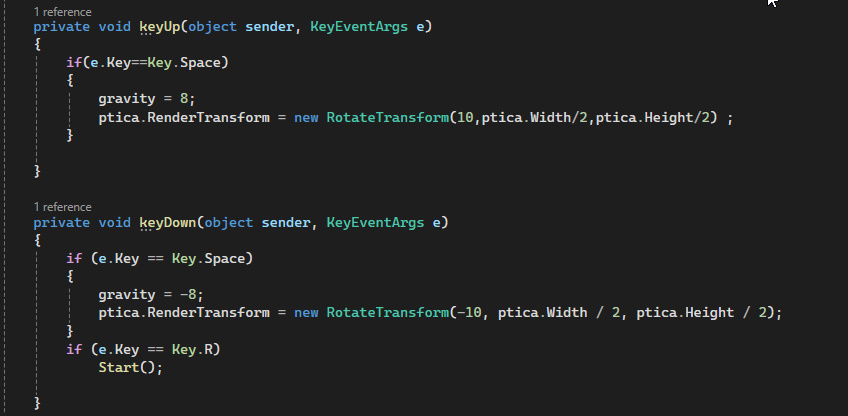 1 reference
private void keyUp(object sender, KeyEventArgs e)
{
if(e.Key==Key.Space)
{
gravity = 8;
ptica.RenderTransform = new RotateTransform(10,ptica.Width/2,ptica.Height/2) ;
}
}
1 reference
private void keyDown(object sender, KeyEventArgs e)
{
if (e.Key == Key.Space)
{
gravity = -8;
ptica.RenderTransform = new RotateTransform(-10, ptica.Width / 2, ptica.Height / 2);
}
if (e.Key == Key.R)
Start();
}